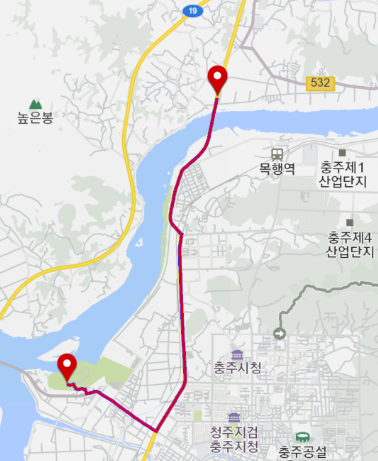 19
532
높은봉
목행역
충주제1
산업단지
충주제4
산업단지
충주시청
청주지검
충주지청
충주공설